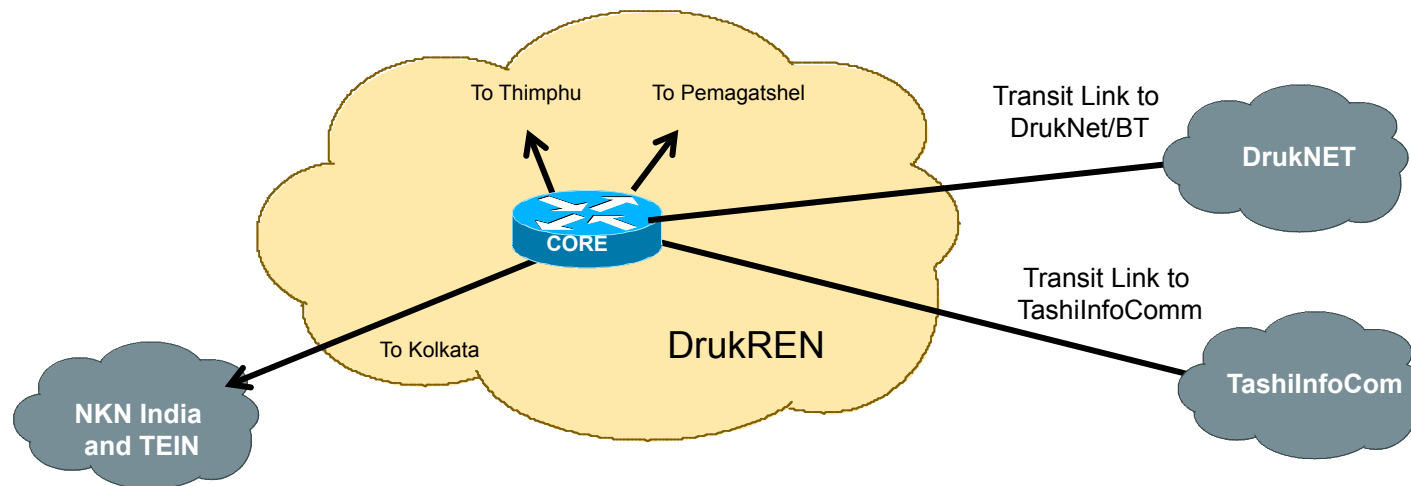 To Thimphu
To Pemagatshel
Transit Link to
DrukNet/BT
DrukNET
CORE
Transit Link to
TashiInfoComm
To Kolkata
DrukREN
TashiInfoCom
NKN India
and TEIN